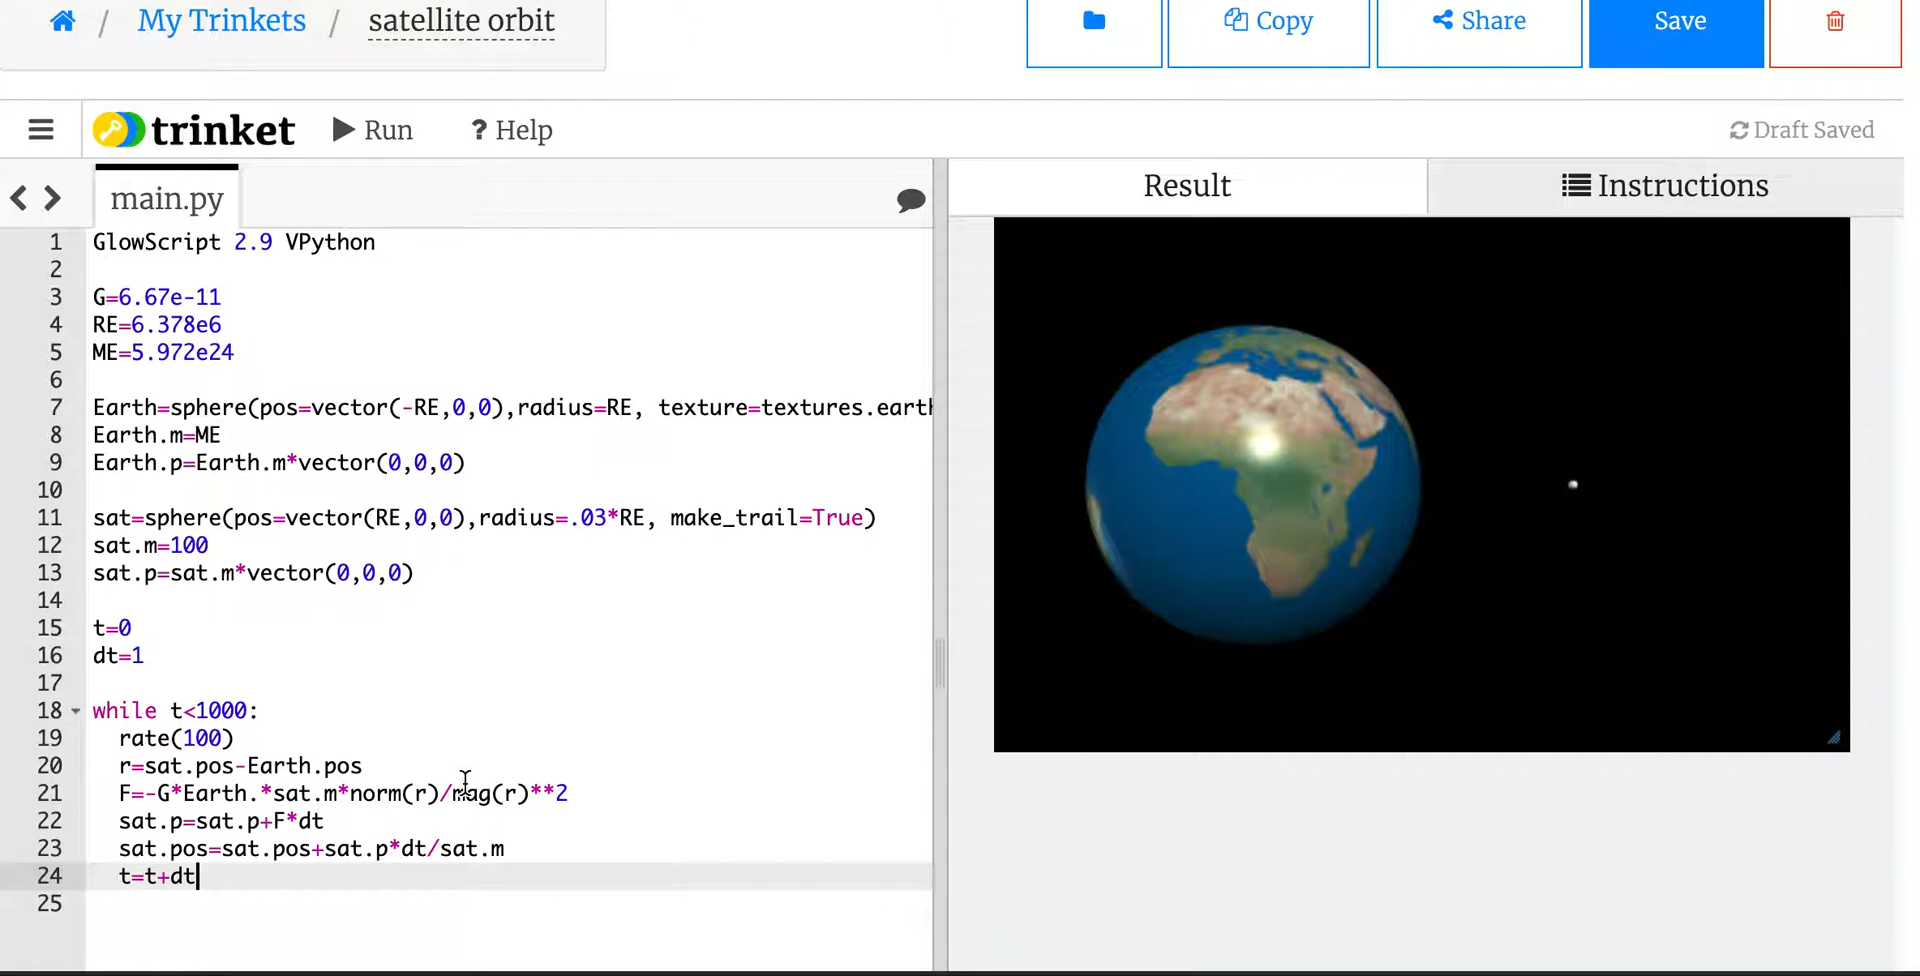 / My Trinkets / satellite orbit
Copy
Share
Save
trinket
Run
? Help
Draft Saved
main.py
Result
Instructions
1 GlowScript 2.9 VPython
2
3 G=6.67e-11
4 RE=6.378e6
5 ME=5.972e24
6
7 Earth=sphere(pos=vector(-RE,0,0),radius=RE, texture=textures.earth
8 Earth.m=ME
9 Earth.p=Earth.m*vector(0,0,0)
10
11 sat=sphere(pos=vector(RE,0,0),radius=.03*RE, make_trail=True)
12 sat.m=100
13 sat.p=sat.m*vector(0,0,0)
14
15 t=0
16 dt=1
17
18 while t<1000:
19 rate(100)
20 r=sat.pos-Earth.pos
21 F=-G*Earth.*sat.m*norm(r)/mag(r)**2
22 sat.p=sat.p+F*dt
23 sat.pos=sat.pos+sat.p*dt/sat.m
24 t=t+dt
25